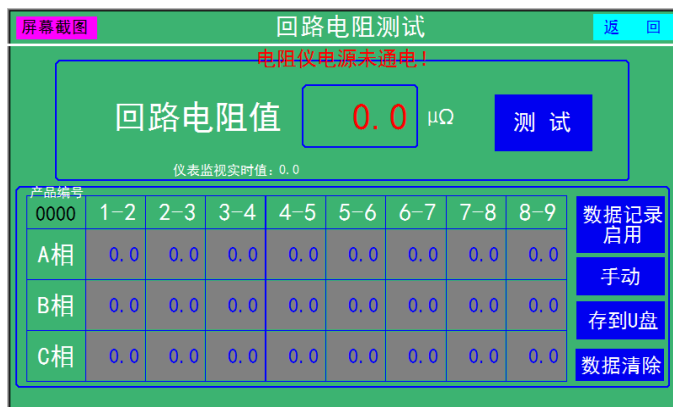 屏幕截图 回路电阻测试 返 回
电阻仪电源未通电!
回路电阻值 0.0 μΩ 测 试
仪表监视实时值:0.0
产品编号
0000 1-2 2-3 3-4 4-5 5-6 6-7 7-8 8-9
A相 0.0 0.0 0.0 0.0 0.0 0.0 0.0 0.0
B相 0.0 0.0 0.0 0.0 0.0 0.0 0.0 0.0
C相 0.0 0.0 0.0 0.0 0.0 0.0 0.0 0.0
数据记录
启用
手动
存到U盘
数据清除